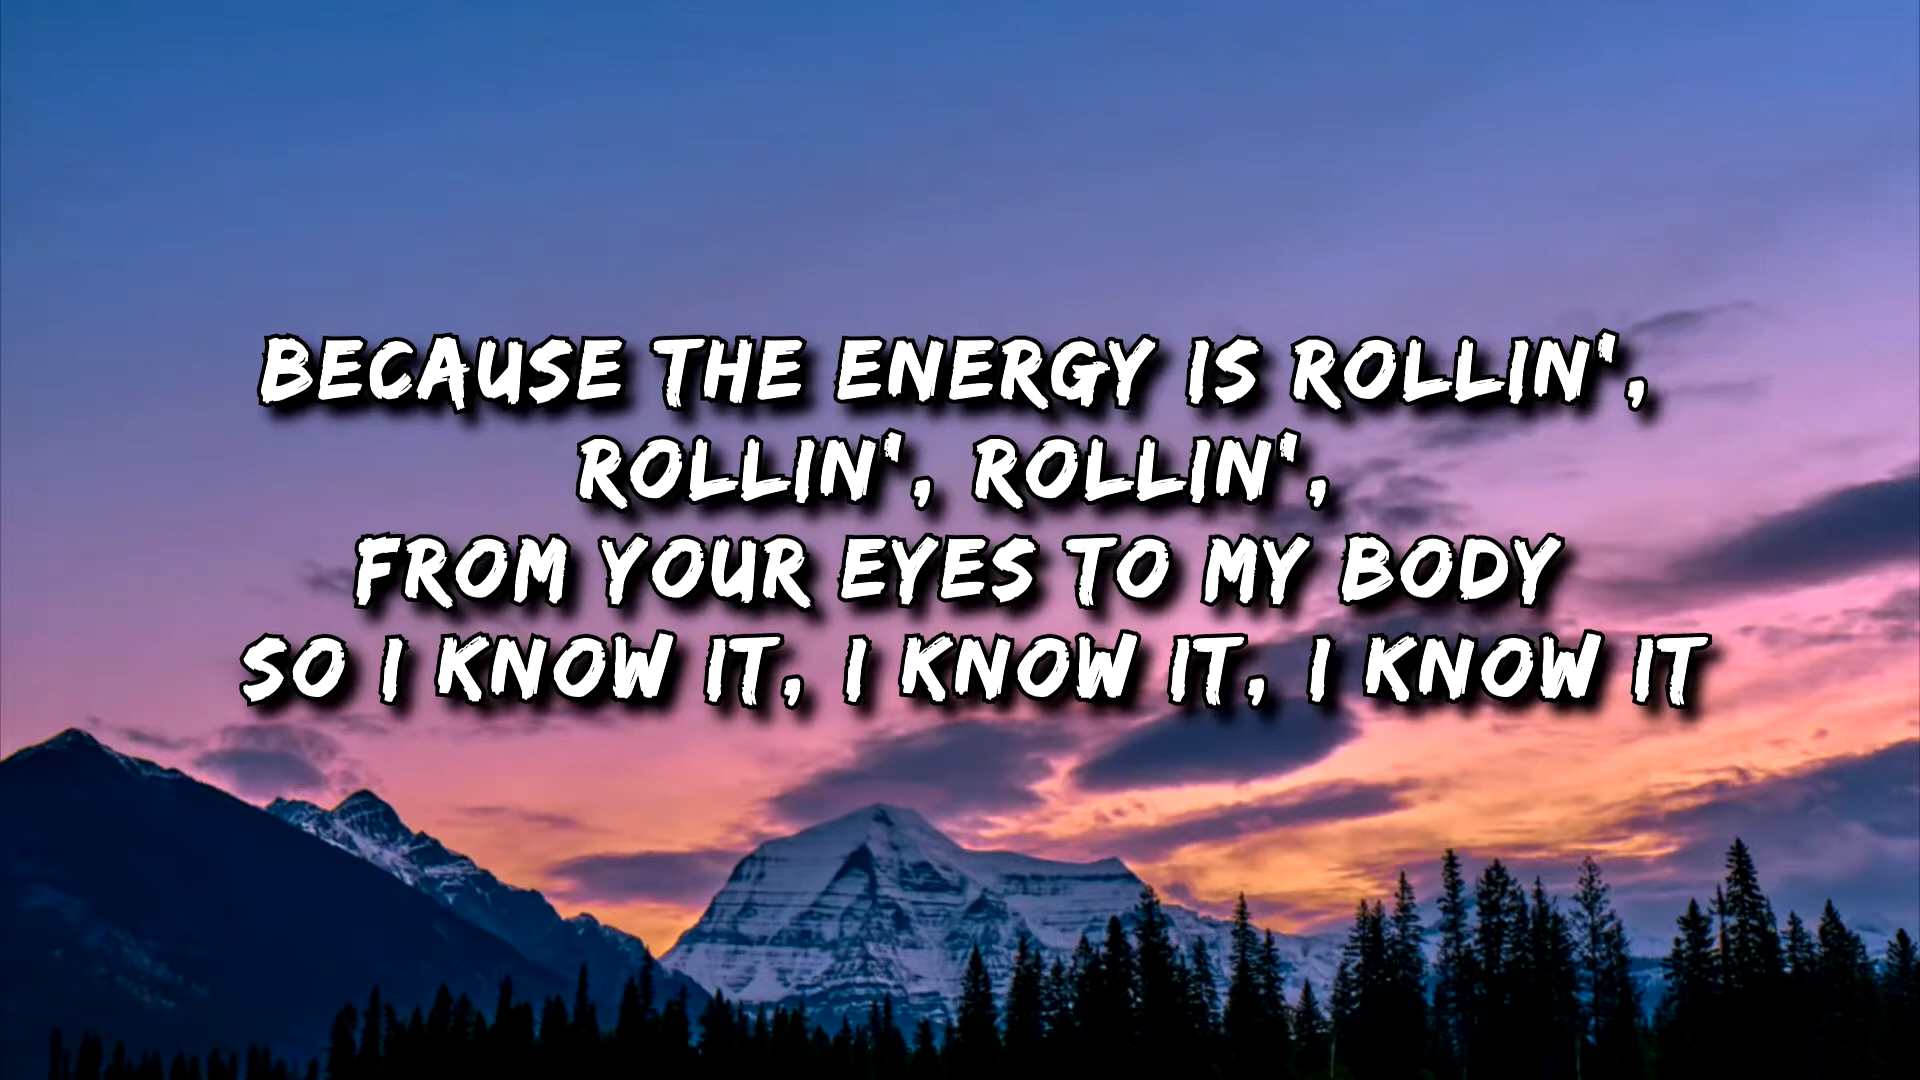 BECAUSE THE ENERGY IS ROLLIN',
ROLLIN', ROLLIN',
FROM YOUR EYES TO MY BODY
SO I KNOW IT, I KNOW IT, I KNOW IT